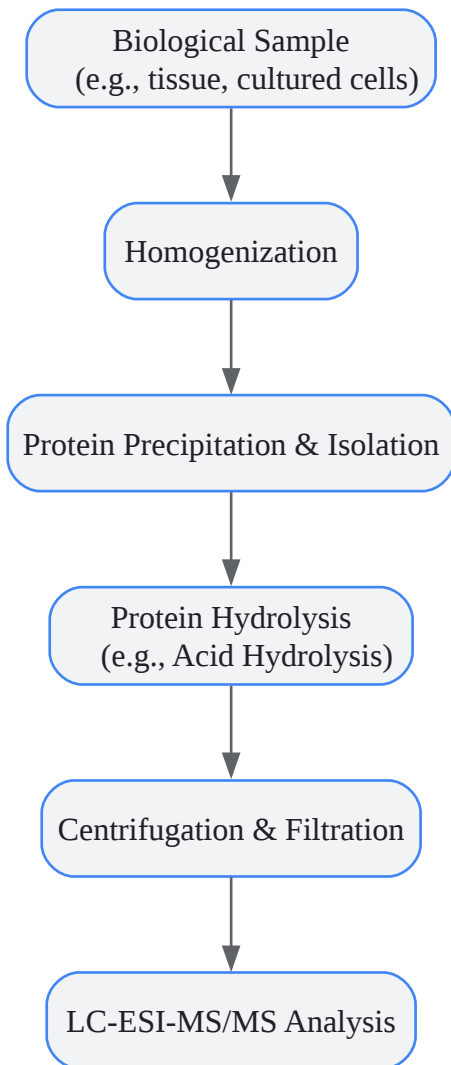 Biological Sample
(e.g., tissue, cultured cells)
Homogenization
Protein Precipitation & Isolation
Protein Hydrolysis
(e.g., Acid Hydrolysis)
Centrifugation & Filtration
LC-ESI-MS/MS Analysis